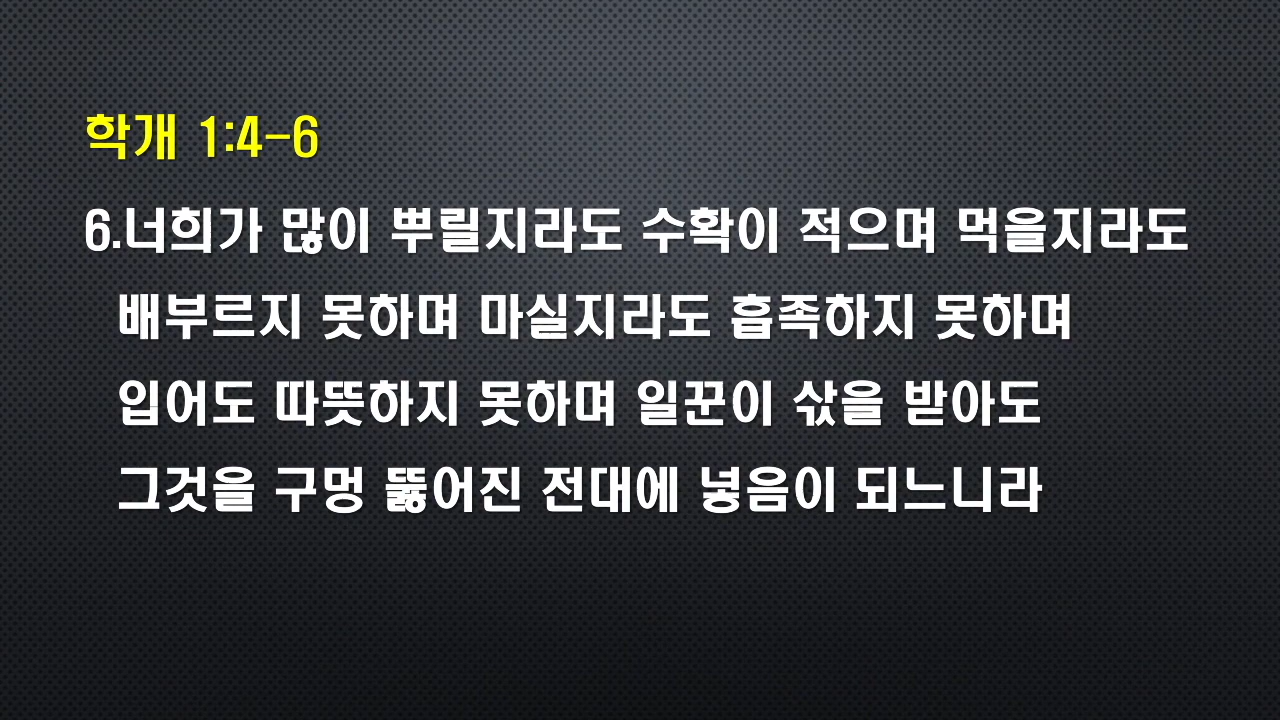 학개 1:4-6
6.너희가 많이 뿌릴지라도 수확이 적으며 먹을지라도
배부르지 못하며 마실지라도 흡족하지 못하며
입어도 따뜻하지 못하며 일꾼이 삯을 받아도
그것을 구멍 뚫어진 전대에 넣음이 되느니라